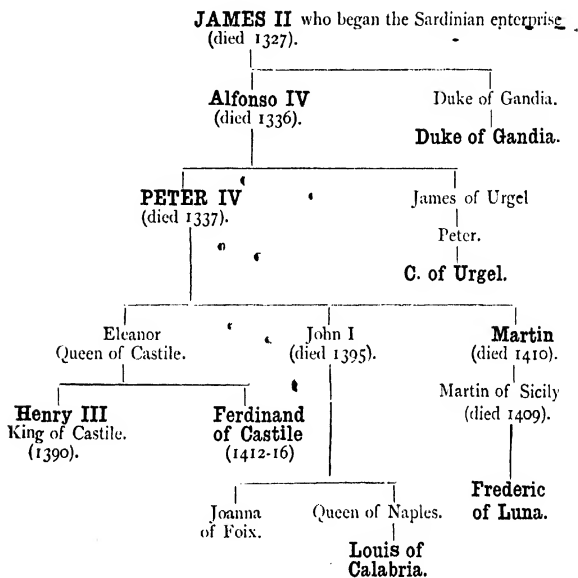 JAMES II who began the Sardinian enterprise
(died 1327).
Alfonso IV
(died 1336).
Duke of Gandia.
Duke of Gandia.
PETER IV
(died 1337).
James of Urgel
Peter.
C. of Urgel.
Eleanor
Queen of Castile.
John I
(died 1395).
Martin
(died 1410).
Martin of Sicily
(died 1409).
Henry III
King of Castile.
(1390).
Ferdinand
of Castile
(1412-16)
Joanna
of Foix.
Queen of Naples.
Louis of
Calabria.
Frederic
of Luna.